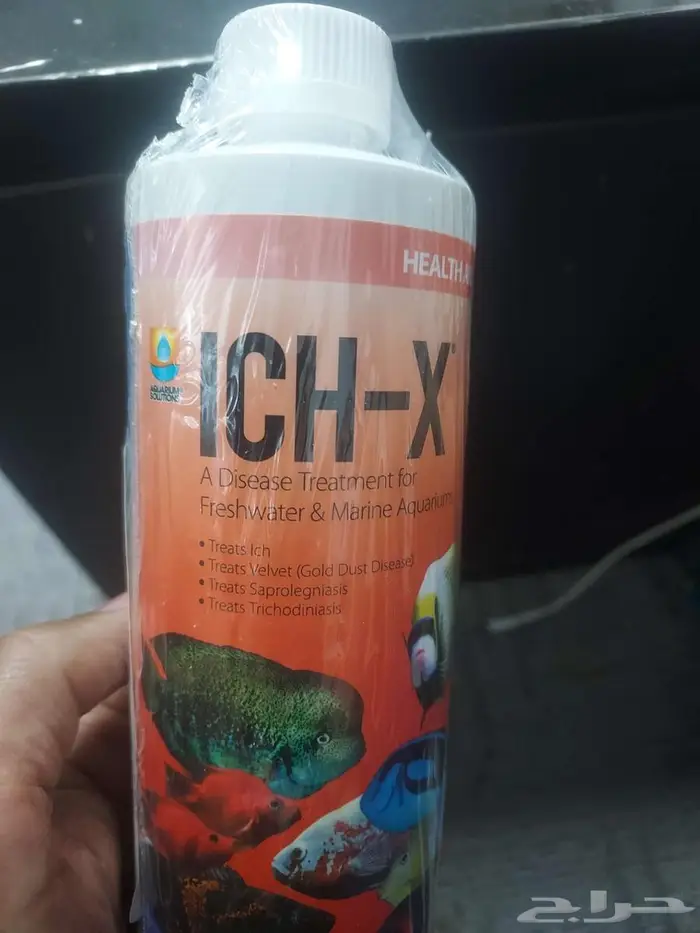 HEALTH A
AQUARIUM
SOLUTIONS
ICH-X®
A Disease Treatment for
Freshwater & Marine Aquariums
• Treats Ich
• Treats Velvet (Gold Dust Disease)
• Treats Saprolegniasis
• Treats Trichodiniasis
حراج